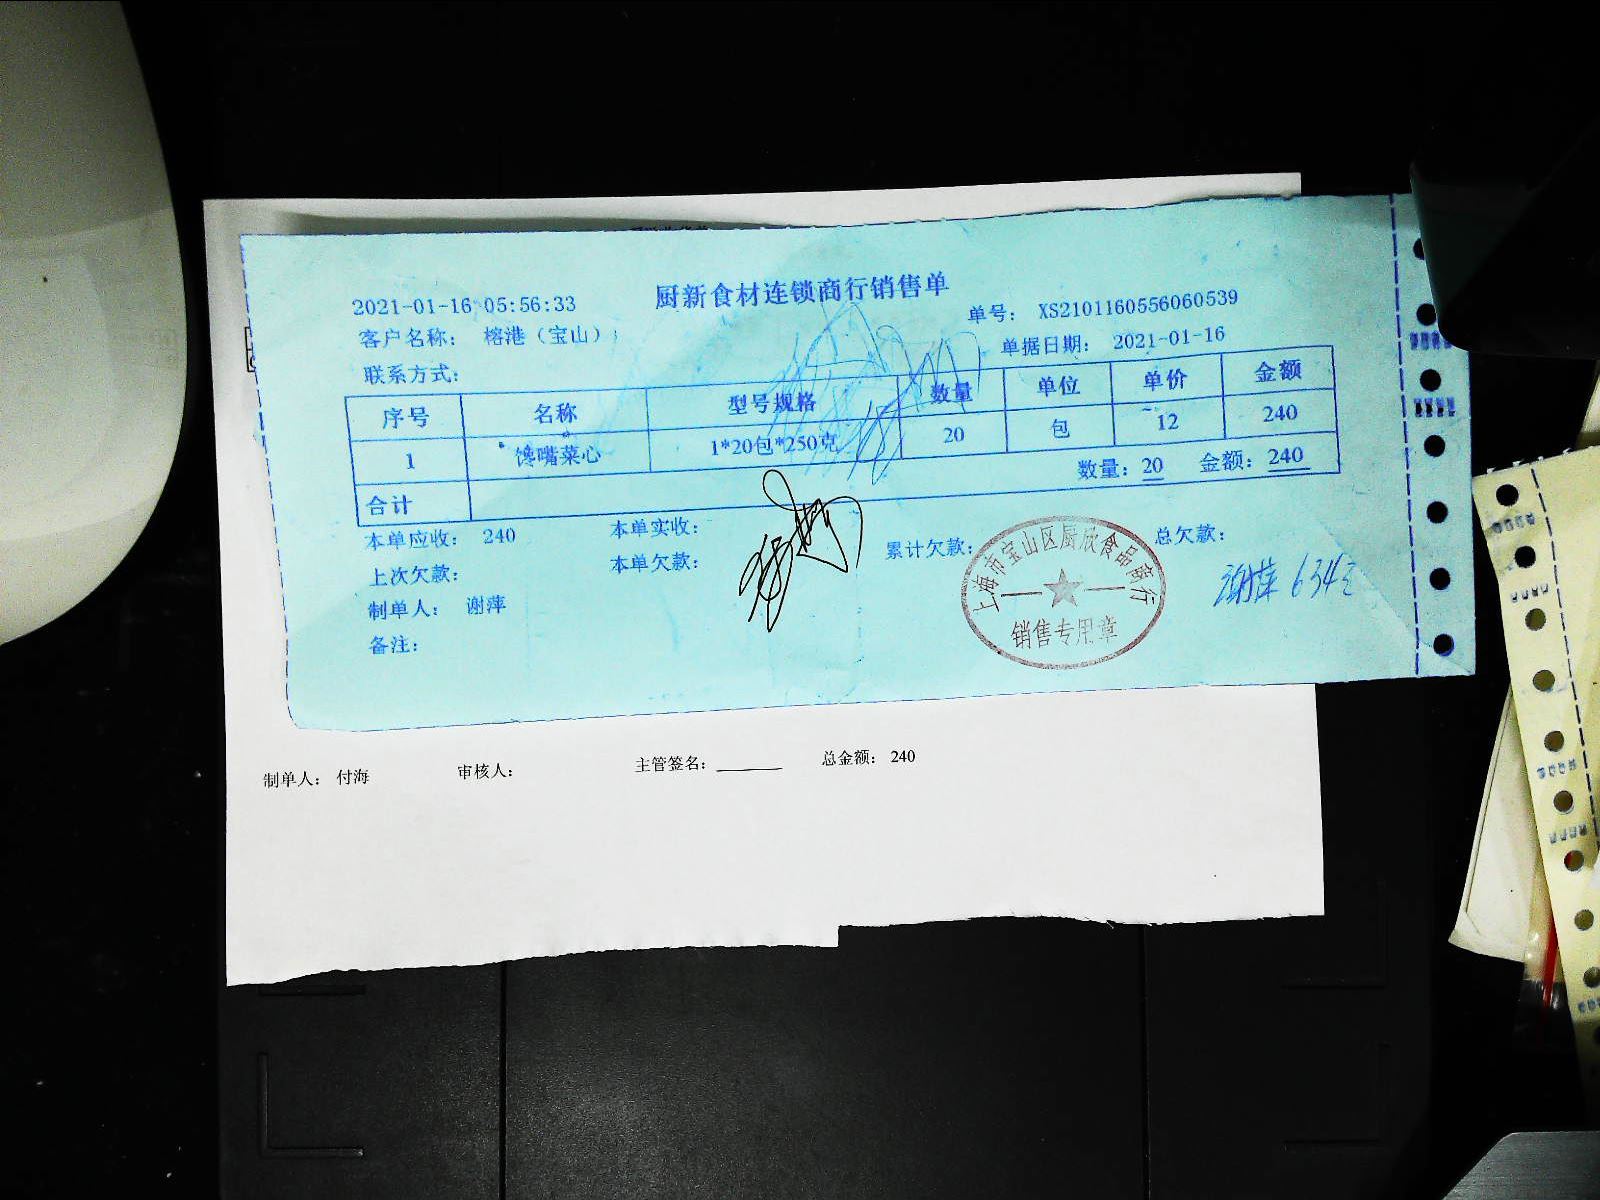 厨新食材连锁商行销售单
2021-01-16 05:56:33
单号: XS2101160556060539
客户名称: 榕港（宝山）
单据日期: 2021-01-16
联系方式:
序号 名称 型号规格 数量 单位 单价 金额
1 馋嘴菜心 1*20包*250克 20 包 12 240
合计 数量: 20 金额: 240
本单应收: 240 本单实收: 累计欠款: 总欠款:
上次欠款: 本单欠款:
制单人: 谢萍
备注:
上海市宝山区厨欣食品商行
销售专用章
谢萍 634
制单人: 付海 审核人: 主管签名: 总金额: 240